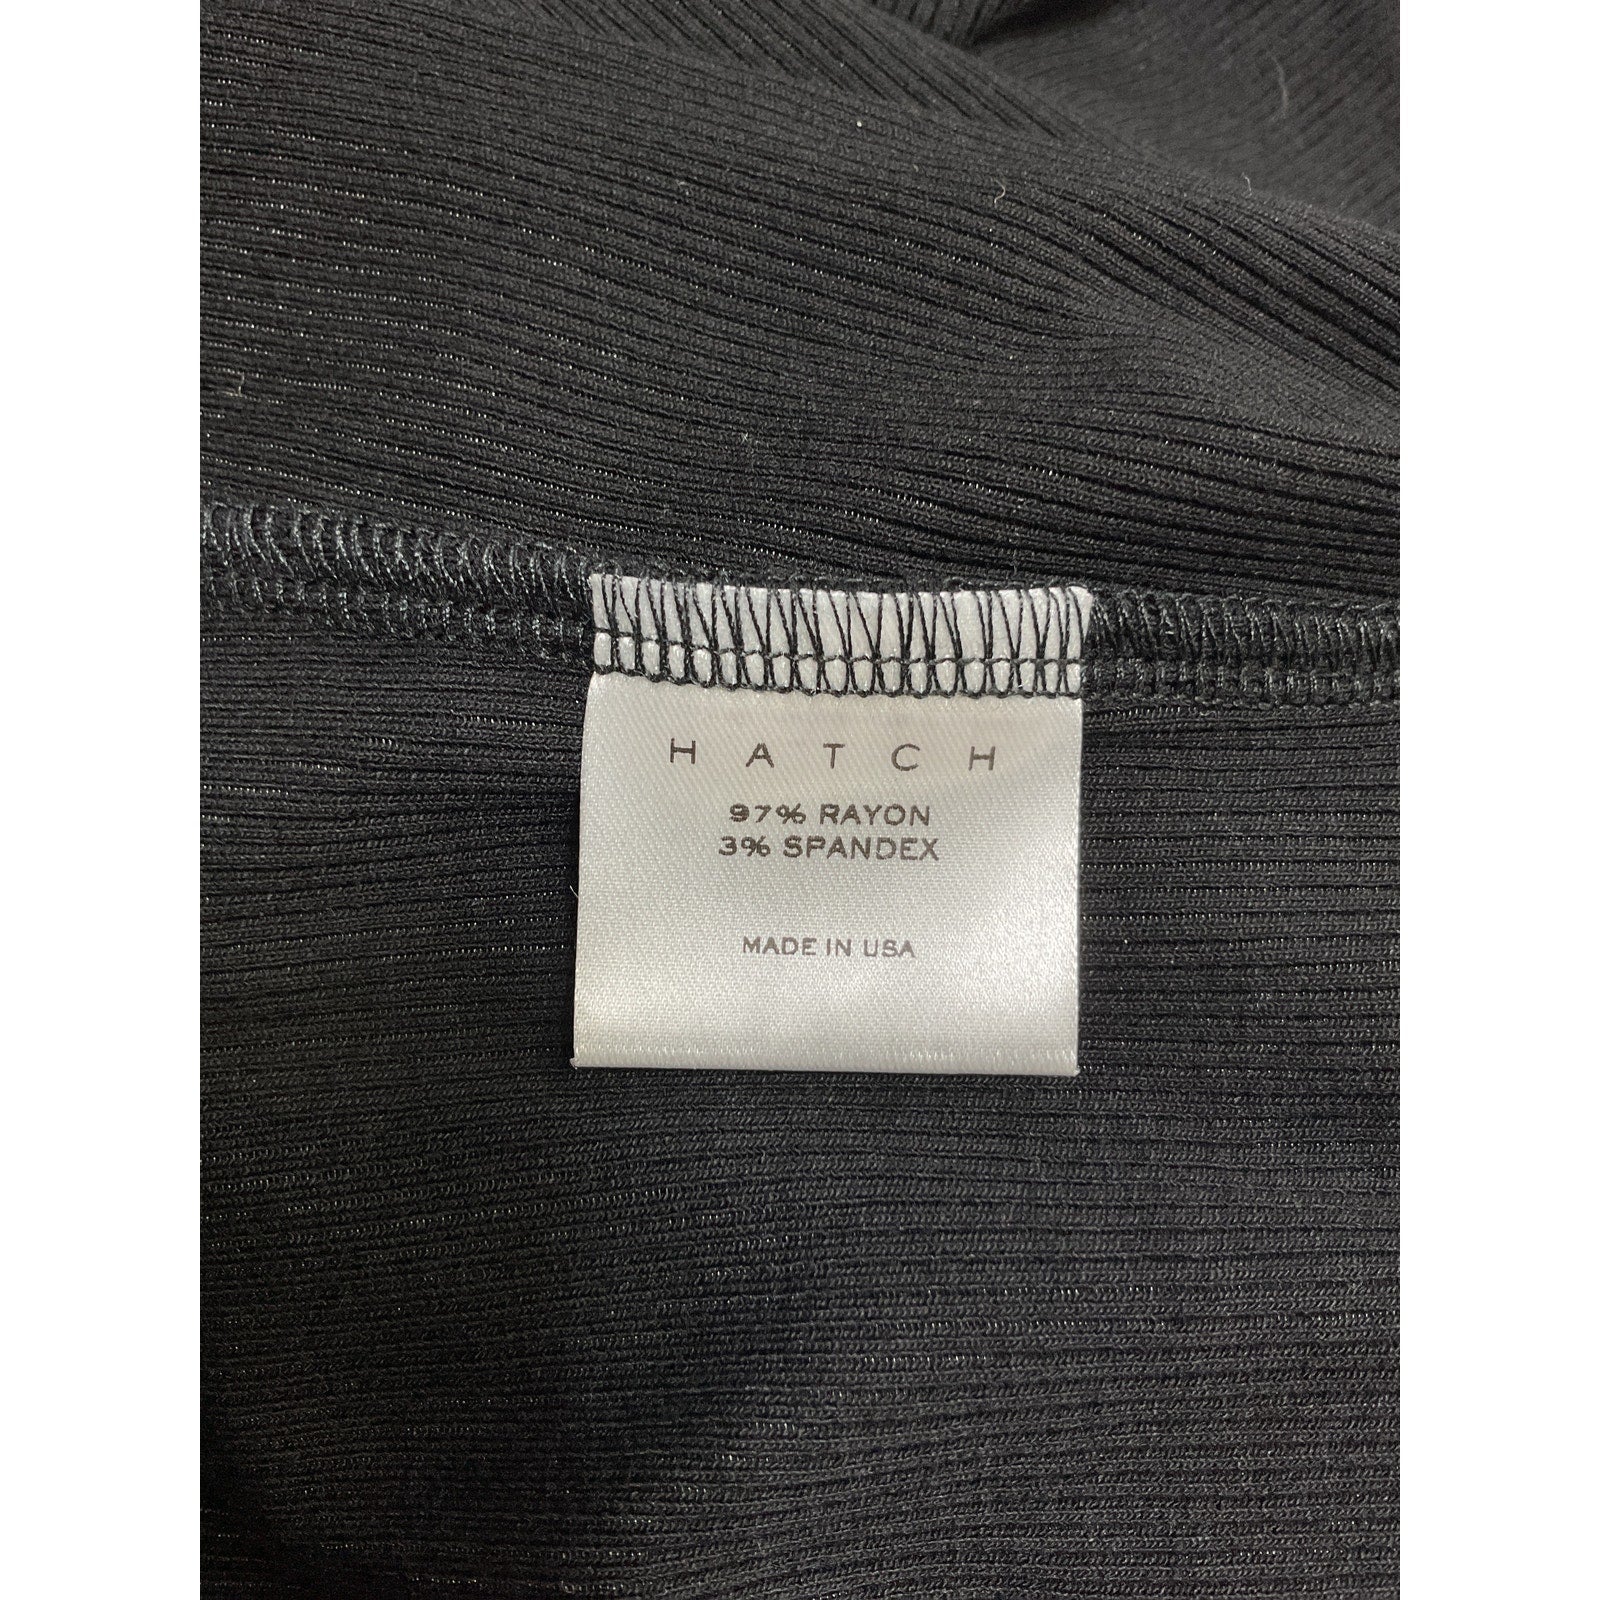 HATCH
97% RAYON
3% SPANDEX
MADE IN USA